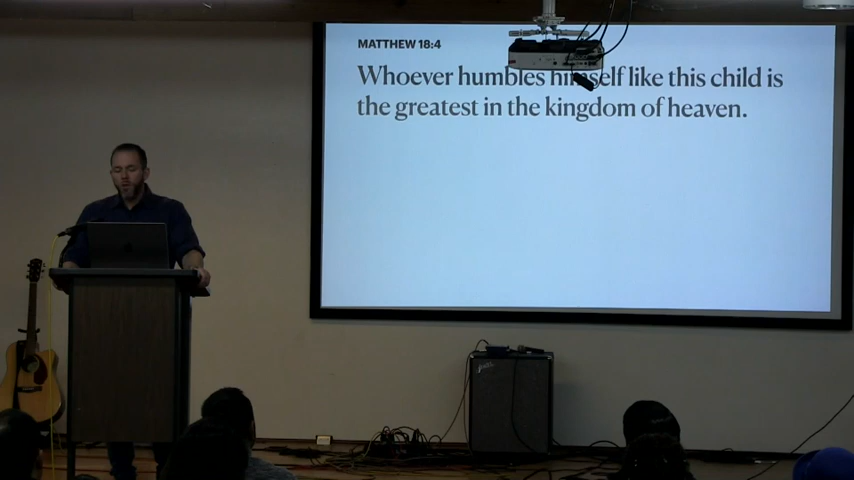 MATTHEW 18:4
Whoever humbles himself like this child is
the greatest in the kingdom of heaven.